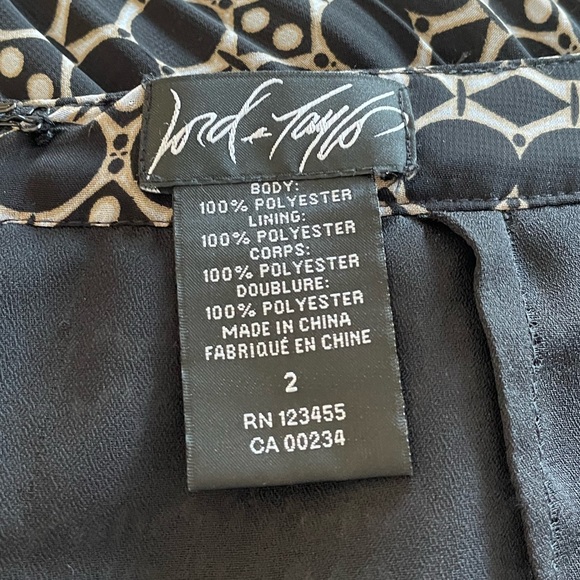 Lord & Taylor
BODY:
100% POLYESTER
LINING:
100% POLYESTER
CORPS:
100% POLYESTER
DOUBLURE:
100% POLYESTER
MADE IN CHINA
FABRIQUÉ EN CHINE
2
RN 123455
CA 00234